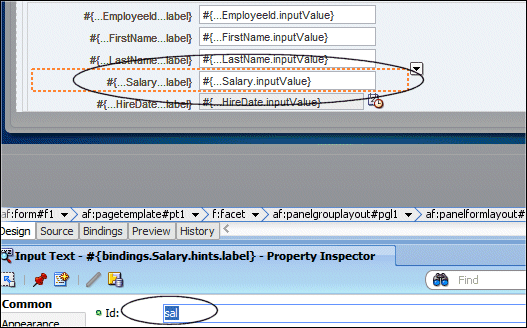 #{...EmployeeId...label} #{...EmployeeId.inputValue}
#{...FirstName...label} #{...FirstName.inputValue}
#{...LastName...label} #{...LastName.inputValue}
#{...Salary...label} #{...Salary.inputValue}
#{...HireDate...label} #{...HireDate.inputValue}
af:form#f1 af:pagetemplate#pt1 f:facet af:panelgrouplayout#pgl1 af:panelformlayout#
Design Source Bindings Preview History
Input Text - #{bindings.Salary.hints.label} - Property Inspector
Find
Common
Id: sal
Appearance